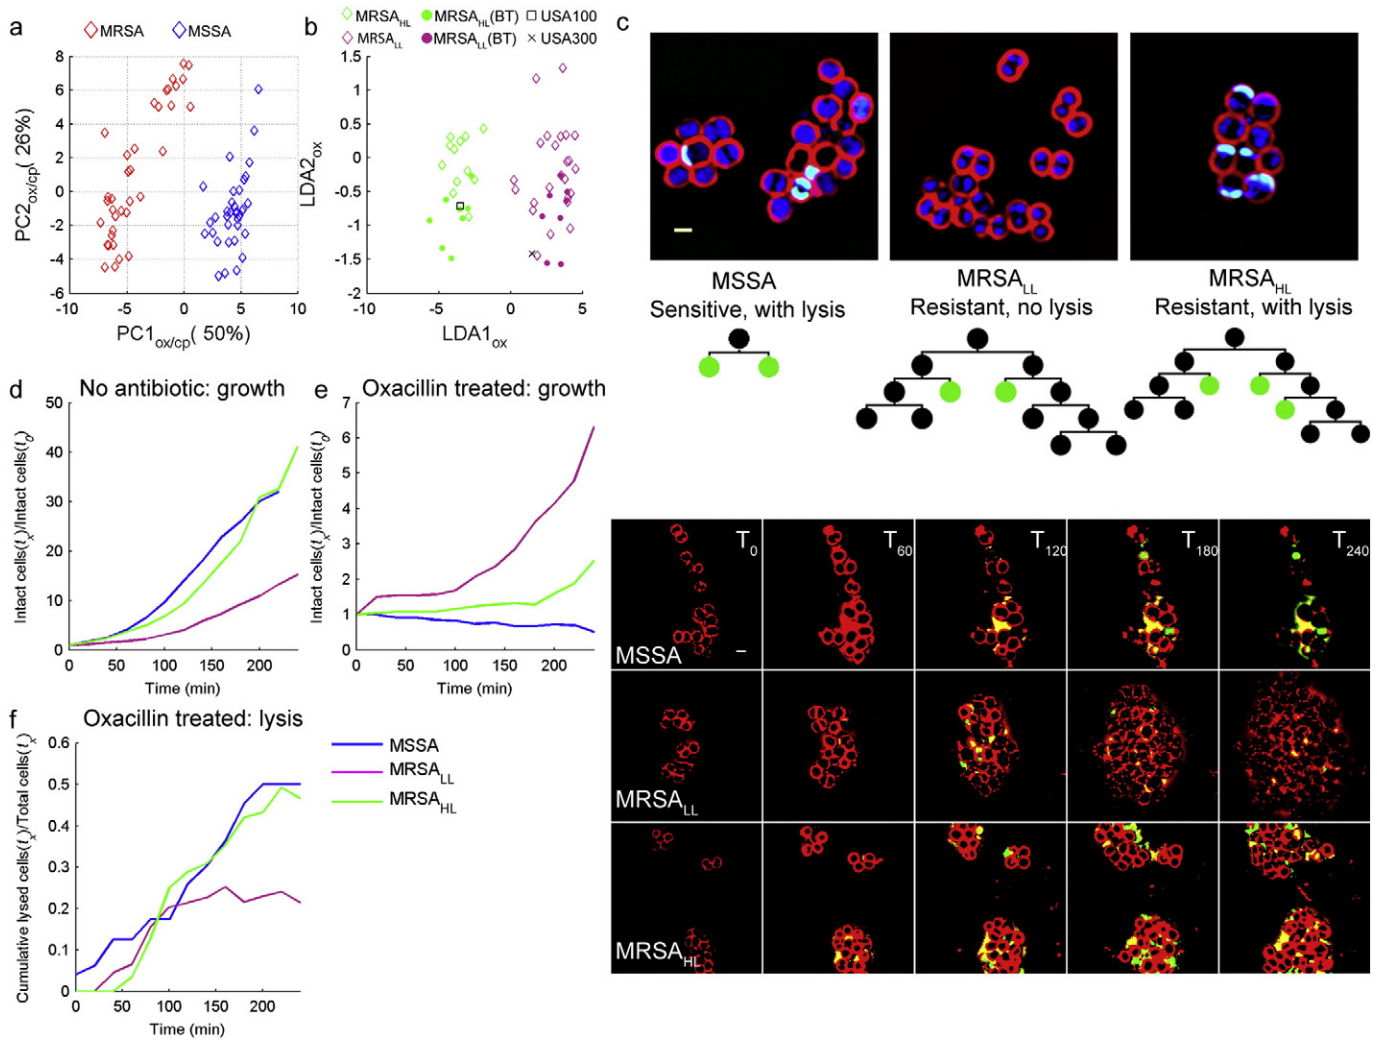 a
MRSA MSSA
8
6
4
2
0
-2
-4
-6
-10 -5 0 5 10
PC2ox/cp( 26%)
PC1ox/cp( 50%)
b
MRSAHL MRSAHL(BT) USA100
MRSALL MRSALL(BT) USA300
1.5
1
0.5
0
-0.5
-1
-1.5
-2
-10 -5 0 5
LDA2ox
LDA1ox
c
MSSA
Sensitive, with lysis
MRSALL
Resistant, no lysis
MRSAHL
Resistant, with lysis
d No antibiotic: growth
50
40
30
20
10
0
0 50 100 150 200
Intact cells(tx)/Intact cells(t0)
Time (min)
e Oxacillin treated: growth
7
6
5
4
3
2
1
0
0 50 100 150 200
Intact cells(tx)/Intact cells(t0)
Time (min)
f Oxacillin treated: lysis
0.6
0.5
0.4
0.3
0.2
0.1
0
0 50 100 150 200
Cumulative lysed cells(tx)/Total cells(tx)
Time (min)
MSSA
MRSALL
MRSAHL
T0 T60 T120 T180 T240
MSSA
MRSALL
MRSAHL